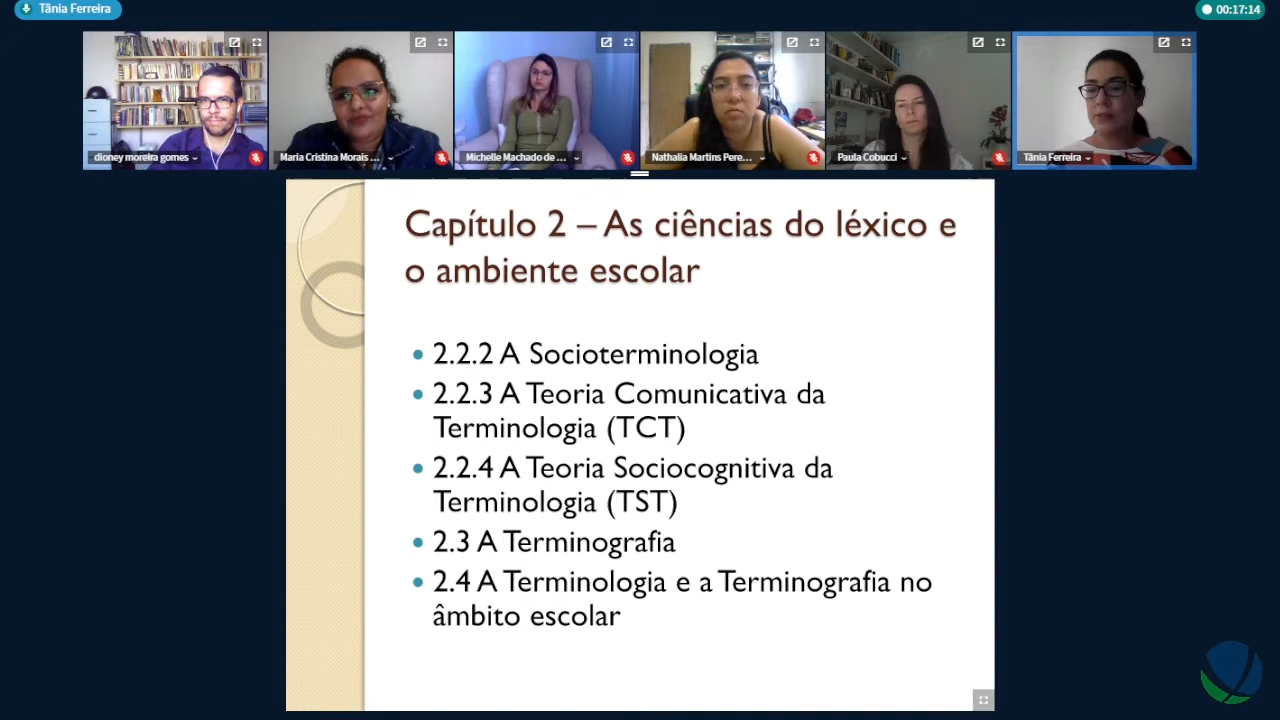 Tânia Ferreira
00:17:14
dioney moreira gomes
Maria Cristina Morais ...
Michelle Machado de ...
Nathalia Martins Pere...
Paula Cobucci
Tânia Ferreira
Capítulo 2 – As ciências do léxico e
o ambiente escolar
• 2.2.2 A Socioterminologia
• 2.2.3 A Teoria Comunicativa da
Terminologia (TCT)
• 2.2.4 A Teoria Sociocognitiva da
Terminologia (TST)
• 2.3 A Terminografia
• 2.4 A Terminologia e a Terminografia no
âmbito escolar